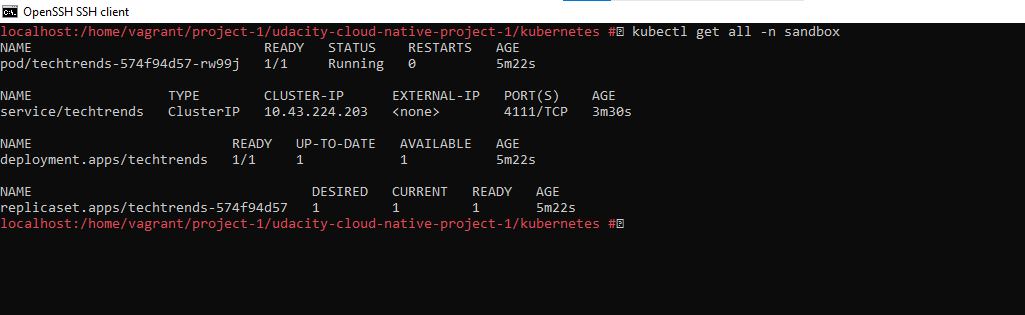 OpenSSH SSH client
localhost:/home/vagrant/project-1/udacity-cloud-native-project-1/kubernetes # kubectl get all -n sandbox
NAME READY STATUS RESTARTS AGE
pod/techtrends-574f94d57-rw99j 1/1 Running 0 5m22s
NAME TYPE CLUSTER-IP EXTERNAL-IP PORT(S) AGE
service/techtrends ClusterIP 10.43.224.203 <none> 4111/TCP 3m30s
NAME READY UP-TO-DATE AVAILABLE AGE
deployment.apps/techtrends 1/1 1 1 5m22s
NAME DESIRED CURRENT READY AGE
replicaset.apps/techtrends-574f94d57 1 1 1 5m22s
localhost:/home/vagrant/project-1/udacity-cloud-native-project-1/kubernetes #